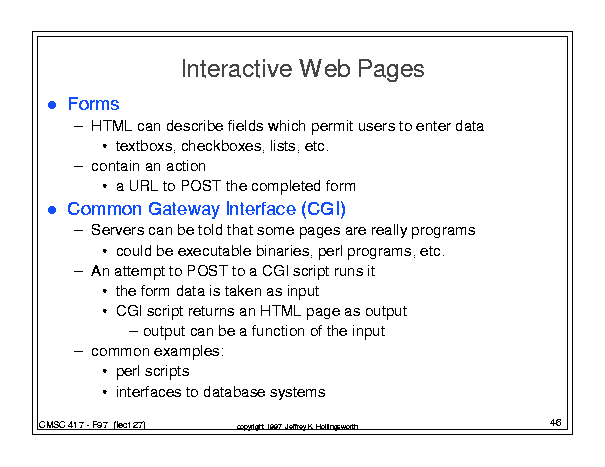 Interactive Web Pages
● Forms
– HTML can describe fields which permit users to enter data
• textboxs, checkboxes, lists, etc.
– contain an action
• a URL to POST the completed form
● Common Gateway Interface (CGI)
– Servers can be told that some pages are really programs
• could be executable binaries, perl programs, etc.
– An attempt to POST to a CGI script runs it
• the form data is taken as input
• CGI script returns an HTML page as output
– output can be a function of the input
– common examples:
• perl scripts
• interfaces to database systems
CMSC 417 - F97 (lect 27)
copyright 1997 Jeffrey K. Hollingsworth
46